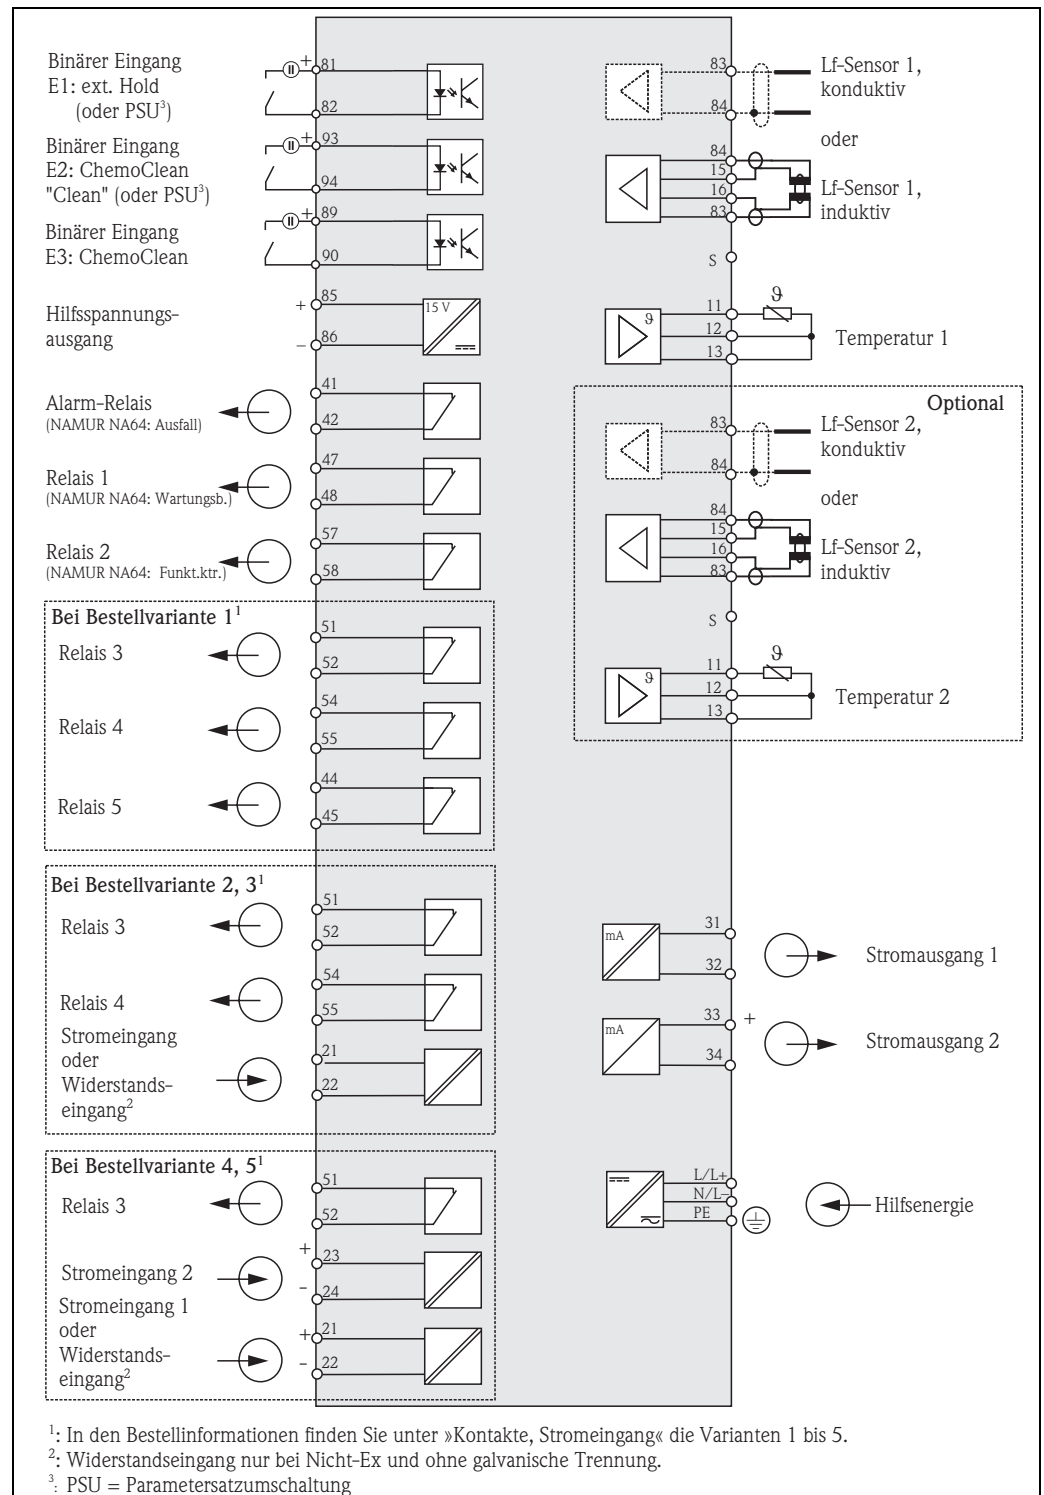 Binärer Eingang
E1: ext. Hold
(oder PSU³)
+
81
82
Binärer Eingang
E2: ChemoClean
"Clean" (oder PSU³)
+
93
94
Binärer Eingang
E3: ChemoClean
+
89
90
Hilfsspannungs-
ausgang
+
85
−
86
15 V
Alarm-Relais
(NAMUR NA64: Ausfall)
41
42
Relais 1
(NAMUR NA64: Wartungsb.)
47
48
Relais 2
(NAMUR NA64: Funkt.ktr.)
57
58
Bei Bestellvariante 1¹
Relais 3
51
52
Relais 4
54
55
Relais 5
44
45
Bei Bestellvariante 2, 3¹
Relais 3
51
52
Relais 4
54
55
Stromeingang
oder
Widerstands-
eingang²
21
22
Bei Bestellvariante 4, 5¹
Relais 3
51
52
Stromeingang 2
+
23
-
24
Stromeingang 1
oder
Widerstands-
eingang²
+
21
-
22
83
84
Lf-Sensor 1,
konduktiv
oder
84
15
16
83
Lf-Sensor 1,
induktiv
S
ϑ
11
12
13
ϑ
Temperatur 1
Optional
83
84
Lf-Sensor 2,
konduktiv
oder
84
15
16
83
Lf-Sensor 2,
induktiv
S
ϑ
11
12
13
ϑ
Temperatur 2
mA
31
32
Stromausgang 1
mA
33
+
34
Stromausgang 2
L/L+
N/L−
PE
Hilfsenergie
¹: In den Bestellinformationen finden Sie unter »Kontakte, Stromeingang« die Varianten 1 bis 5.
²: Widerstandseingang nur bei Nicht-Ex und ohne galvanische Trennung.
³: PSU = Parametersatzumschaltung